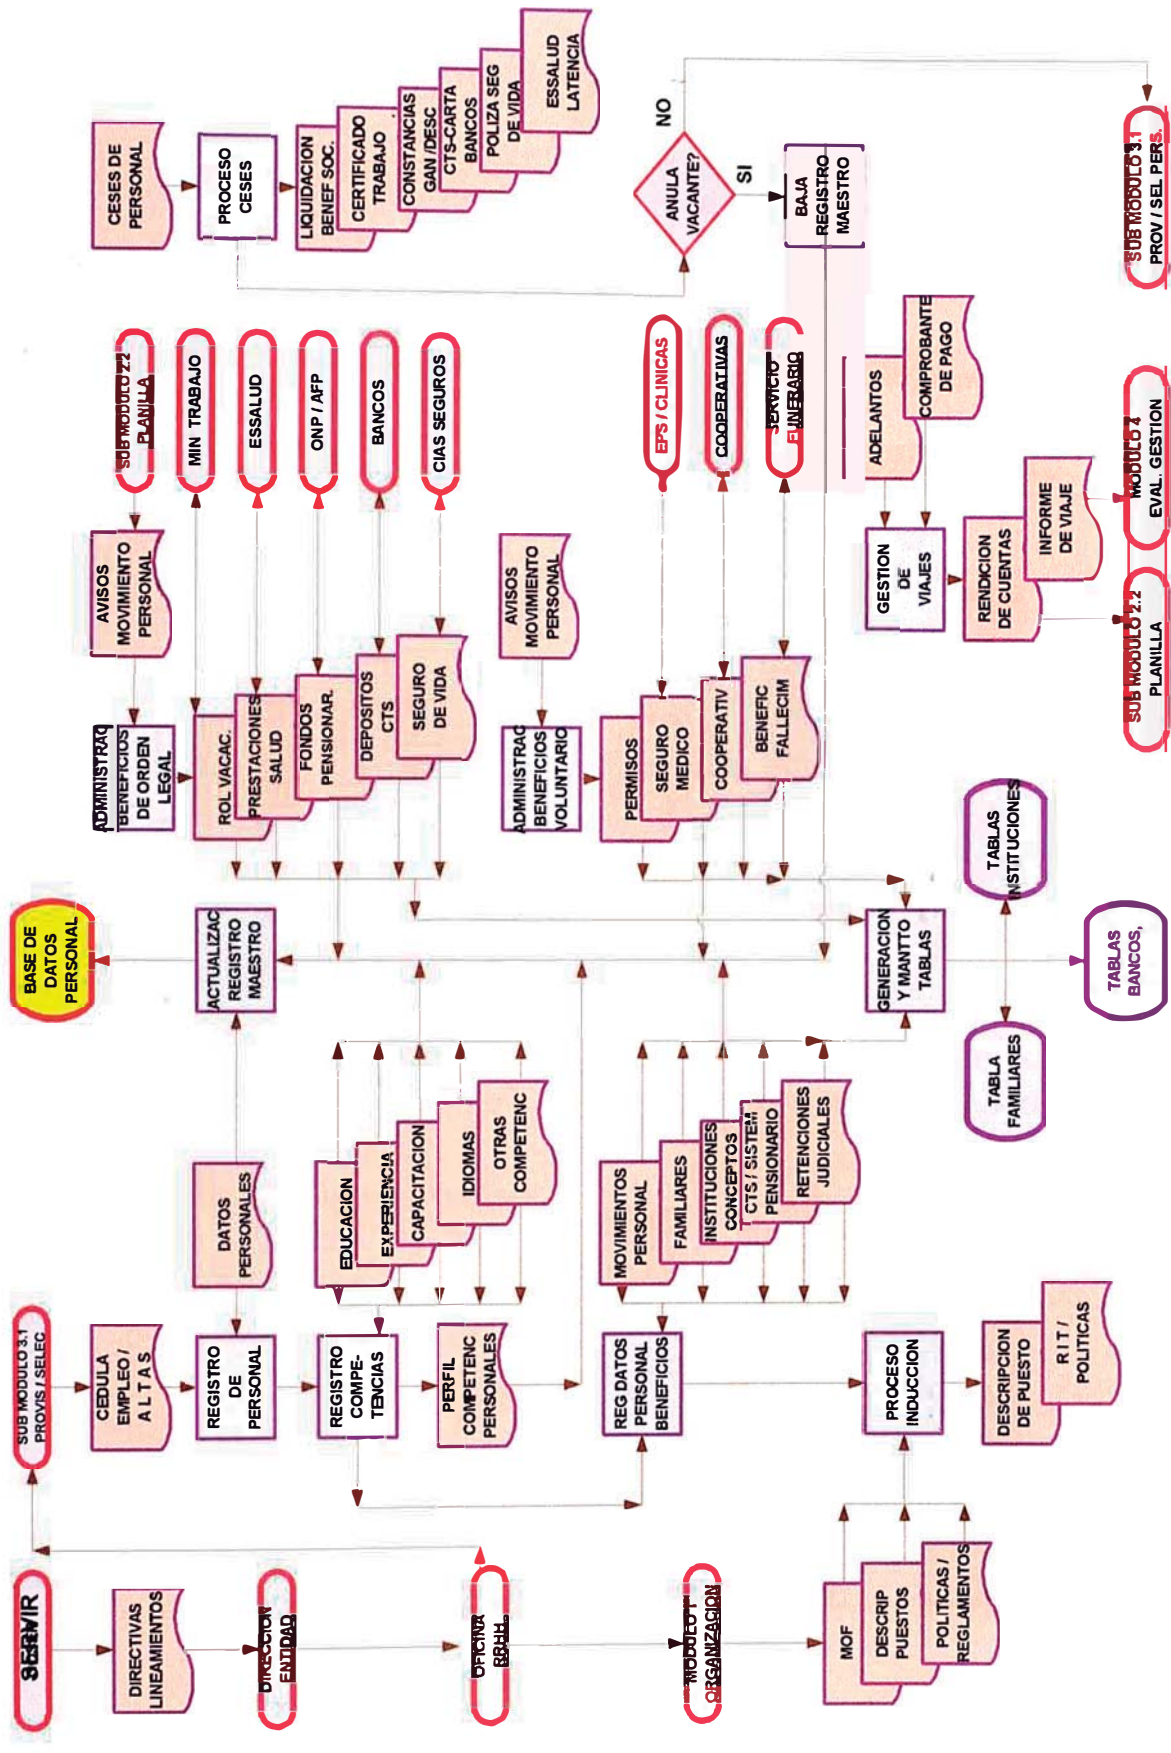 SERVIR
DIRECTIVAS
LINEAMIENTOS
DIRECCION
ENTIDAD
OFICINA
RRHH.
MODULO 1
ORGANIZACION
MOF
DESCRIP
PUESTOS
POLITICAS /
REGLAMENTOS
SUB MODULO 3.1
PROVIS / SELEC
CEDULA
EMPLEO /
A L T A S
REGISTRO
DE
PERSONAL
REGISTRO
COMPE-
TENCIAS
PERFIL
COMPETENC
PERSONALES
REG DATOS
PERSONAL
BENEFICIOS
PROCESO
INDUCCION
DESCRIPCION
DE PUESTO
R I T /
POLITICAS
DATOS
PERSONALES
EDUCACION
EXPERIENCIA
CAPACITACION
IDIOMAS
OTRAS
COMPETENC
MOVIMIENTOS
PERSONAL
FAMILIARES
INSTITUCIONES
CONCEPTOS
CTS / SISTEM
PENSIONARIO
RETENCIONES
JUDICIALES
BASE DE
DATOS
PERSONAL
ACTUALIZAC
REGISTRO
MAESTRO
GENERACION
Y MANTTO
TABLAS
TABLA
FAMILIARES
TABLAS
BANCOS,
TABLAS
INSTITUCIONES
AVISOS
MOVIMIENTO
PERSONAL
ADMINISTRAC
BENEFICIOS
DE ORDEN
LEGAL
ROL VACAC.
PRESTACIONES
SALUD
FONDOS
PENSIONAR.
DEPOSITOS
CTS
SEGURO
DE VIDA
AVISOS
MOVIMIENTO
PERSONAL
ADMINISTRAC
BENEFICIOS
VOLUNTARIO
PERMISOS
SEGURO
MEDICO
COOPERATIV
BENEFIC
FALLECIM
SUB MODULO 2.2
PLANILLA
MIN TRABAJO
ESSALUD
ONP / AFP
BANCOS
CIAS SEGUROS
EPS / CLINICAS
COOPERATIVAS
SERVICIO
FUNERARIO
ADELANTOS
COMPROBANTE
DE PAGO
GESTION
DE
VIAJES
RENDICION
DE CUENTAS
INFORME
DE VIAJE
SUB MODULO 2.2
PLANILLA
MODULO 4
EVAL. GESTION
CESES DE
PERSONAL
PROCESO
CESES
LIQUIDACION
BENEF SOC.
CERTIFICADO
TRABAJO
CONSTANCIAS
GAN /DESC
CTS-CARTA
BANCOS
POLIZA SEG
DE VIDA
ESSALUD
LATENCIA
ANULA
VACANTE?
NO
SI
BAJA
REGISTRO
MAESTRO
SUB MODULO 3.1
PROV / SEL PERS.